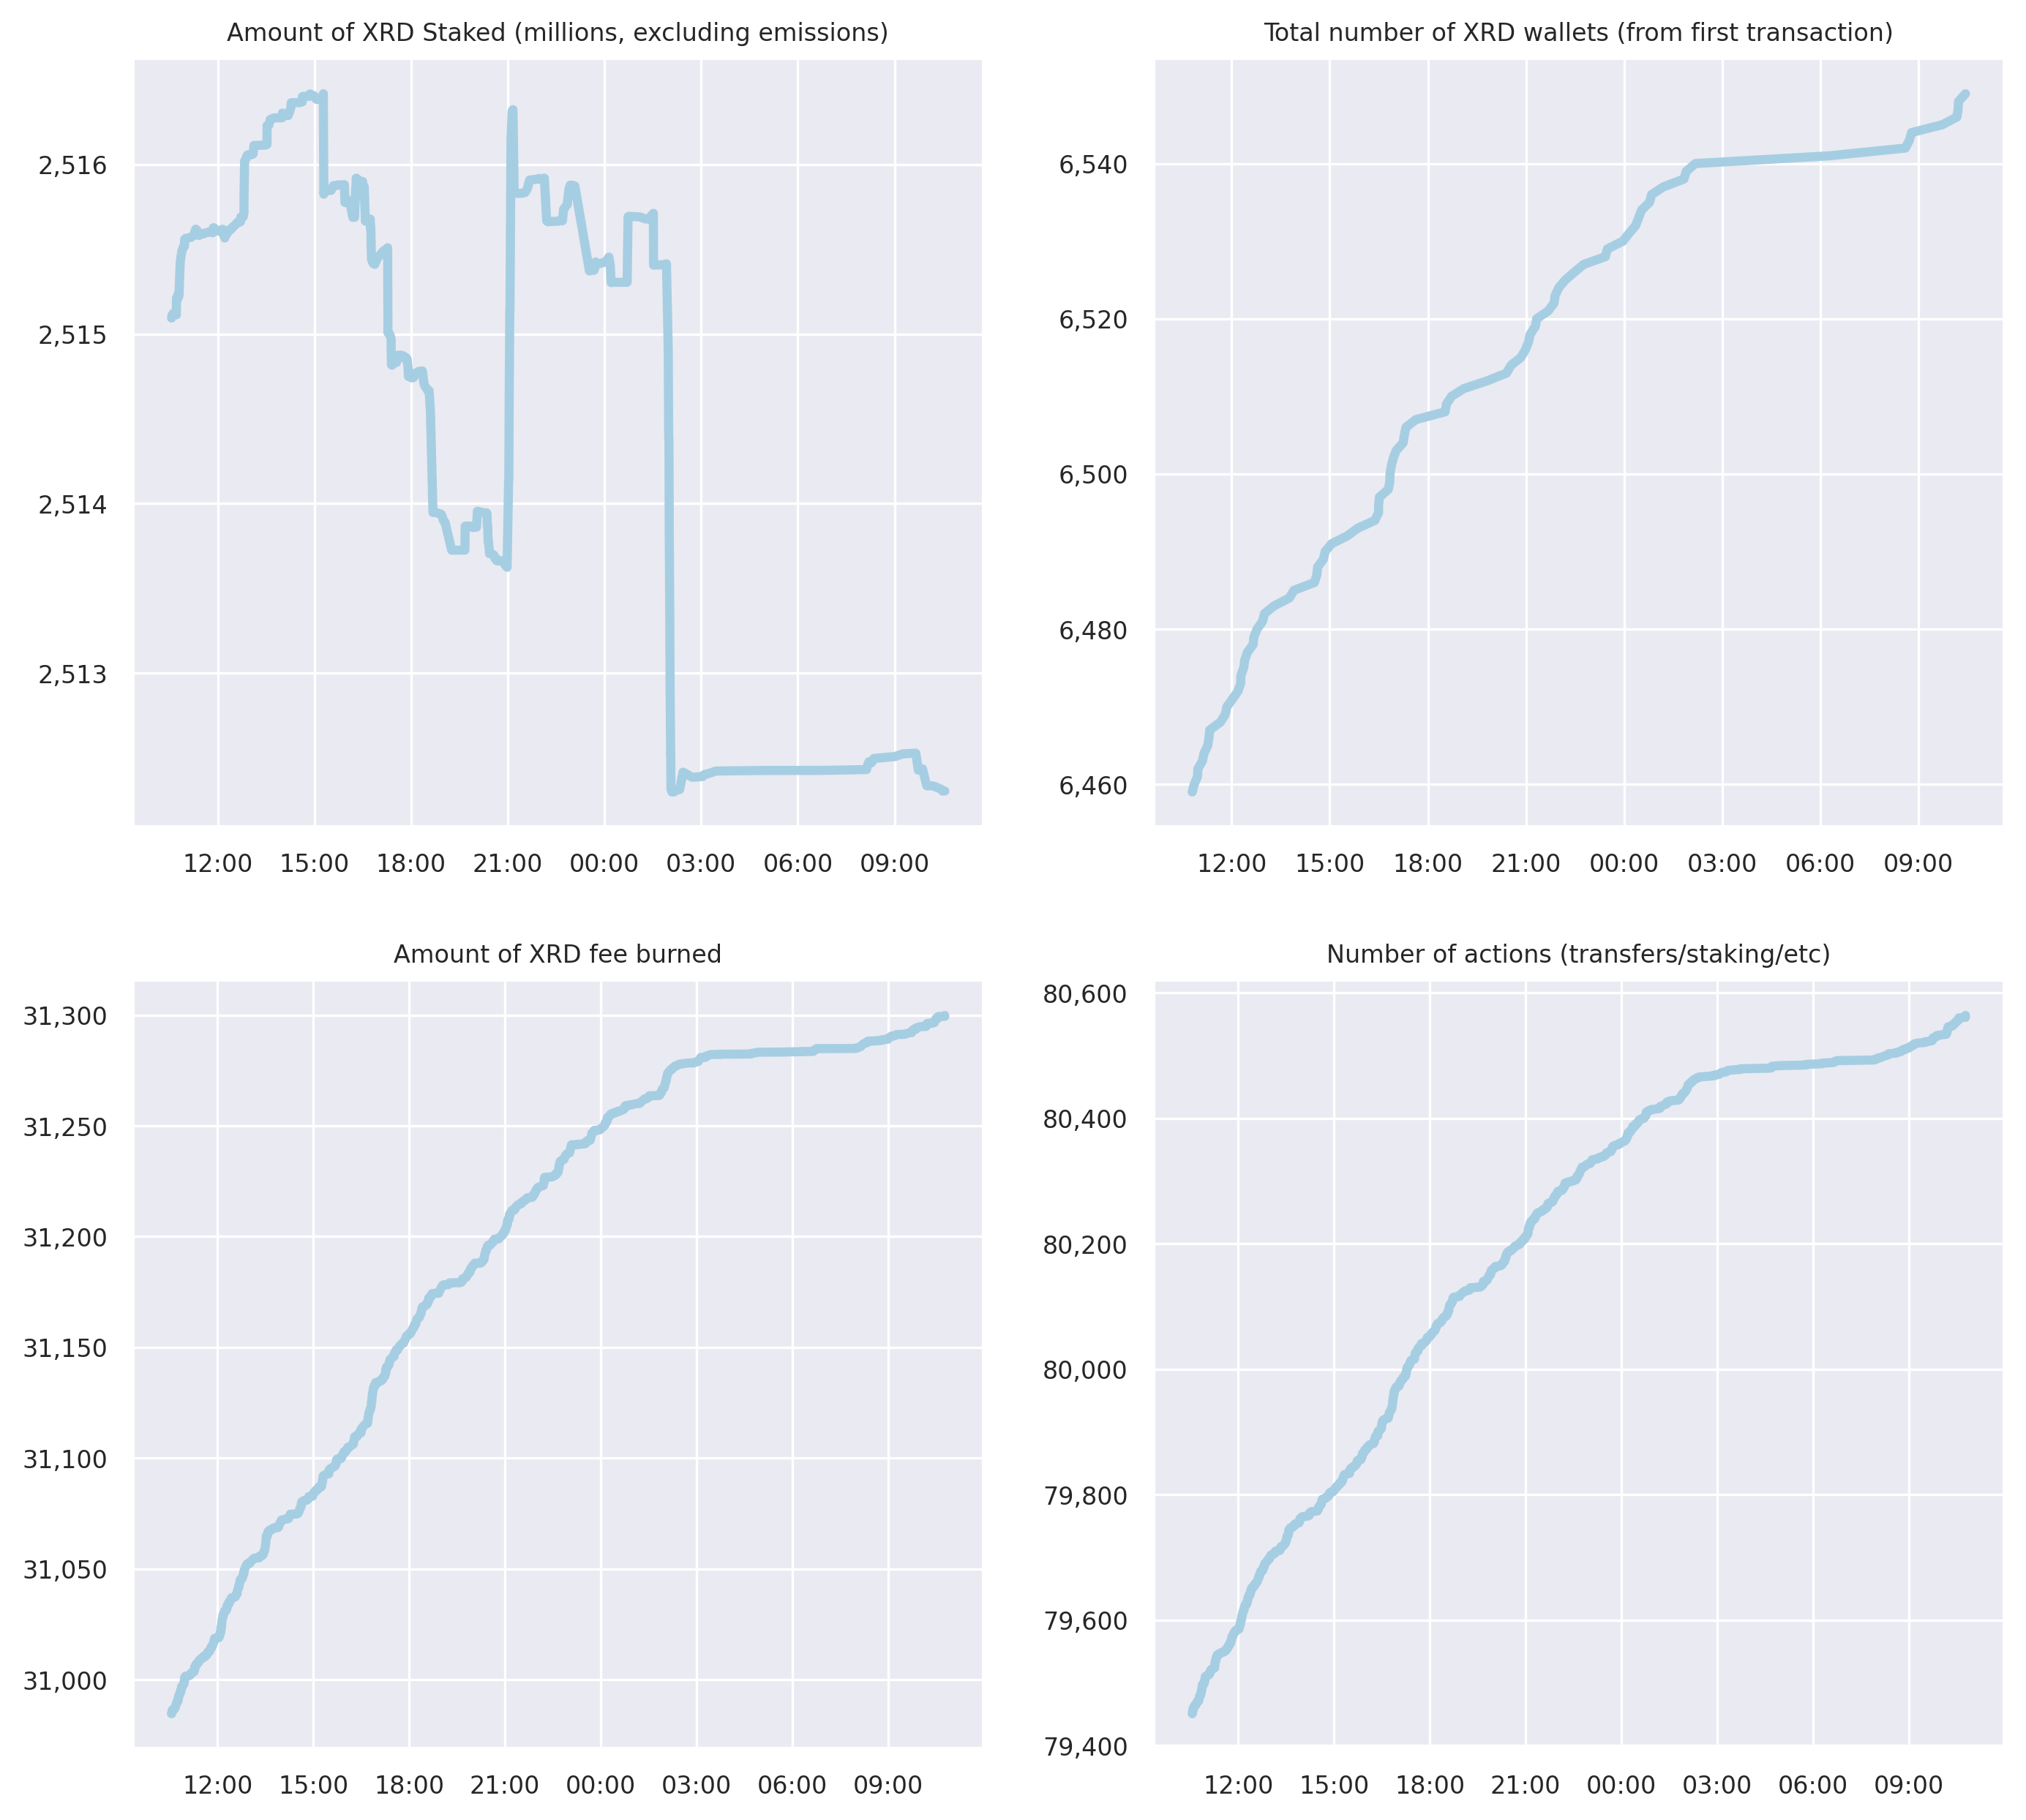 Amount of XRD Staked (millions, excluding emissions)
2,516
2,515
2,514
2,513
12:00 15:00 18:00 21:00 00:00 03:00 06:00 09:00
Total number of XRD wallets (from first transaction)
6,540
6,520
6,500
6,480
6,460
12:00 15:00 18:00 21:00 00:00 03:00 06:00 09:00
Amount of XRD fee burned
31,300
31,250
31,200
31,150
31,100
31,050
31,000
12:00 15:00 18:00 21:00 00:00 03:00 06:00 09:00
Number of actions (transfers/staking/etc)
80,600
80,400
80,200
80,000
79,800
79,600
79,400
12:00 15:00 18:00 21:00 00:00 03:00 06:00 09:00